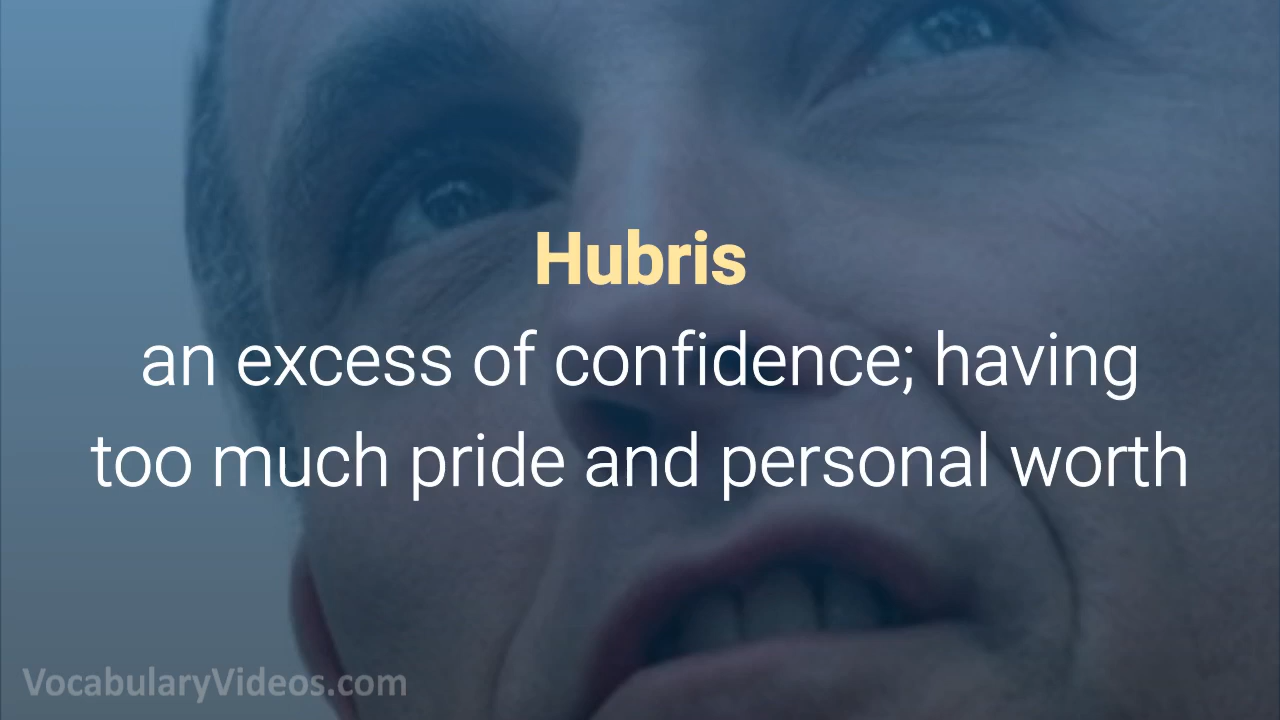 Hubris
an excess of confidence; having
too much pride and personal worth
VocabularyVideos.com